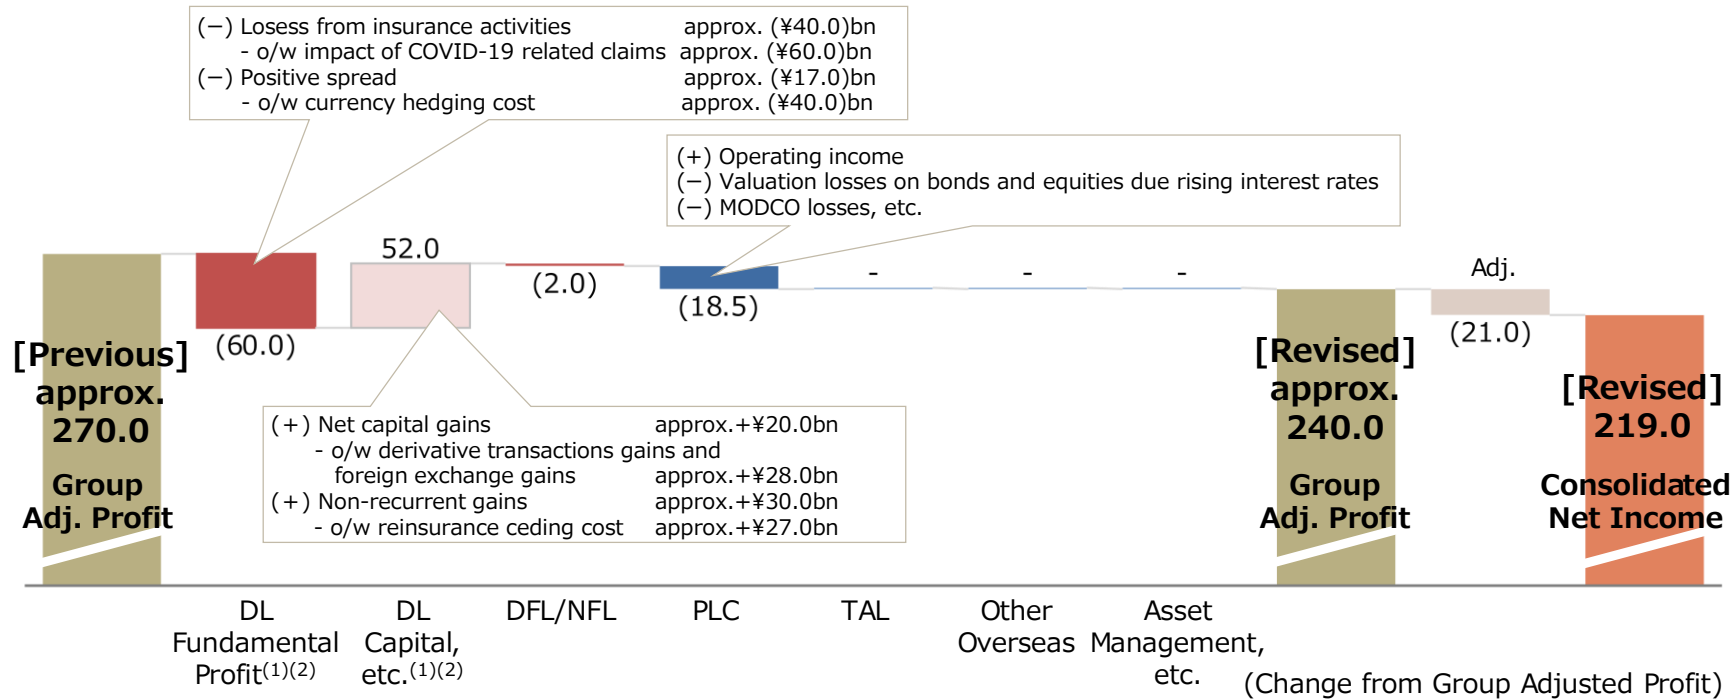 (−) Losess from insurance activities approx. (¥40.0)bn
- o/w impact of COVID-19 related claims approx. (¥60.0)bn
(−) Positive spread approx. (¥17.0)bn
- o/w currency hedging cost approx. (¥40.0)bn
(+) Operating income
(−) Valuation losses on bonds and equities due rising interest rates
(−) MODCO losses, etc.
52.0
(60.0)
(2.0)
(18.5)
-
-
-
Adj.
(21.0)
[Previous]
approx.
270.0
Group
Adj. Profit
(+) Net capital gains approx.+¥20.0bn
- o/w derivative transactions gains and
foreign exchange gains approx.+¥28.0bn
(+) Non-recurrent gains approx.+¥30.0bn
- o/w reinsurance ceding cost approx.+¥27.0bn
[Revised]
approx.
240.0
Group
Adj. Profit
[Revised]
219.0
Consolidated
Net Income
DL
Fundamental
Profit(1)(2)
DL
Capital,
etc.(1)(2)
DFL/NFL
PLC
TAL
Other
Overseas
Asset
Management,
etc.
(Change from Group Adjusted Profit)